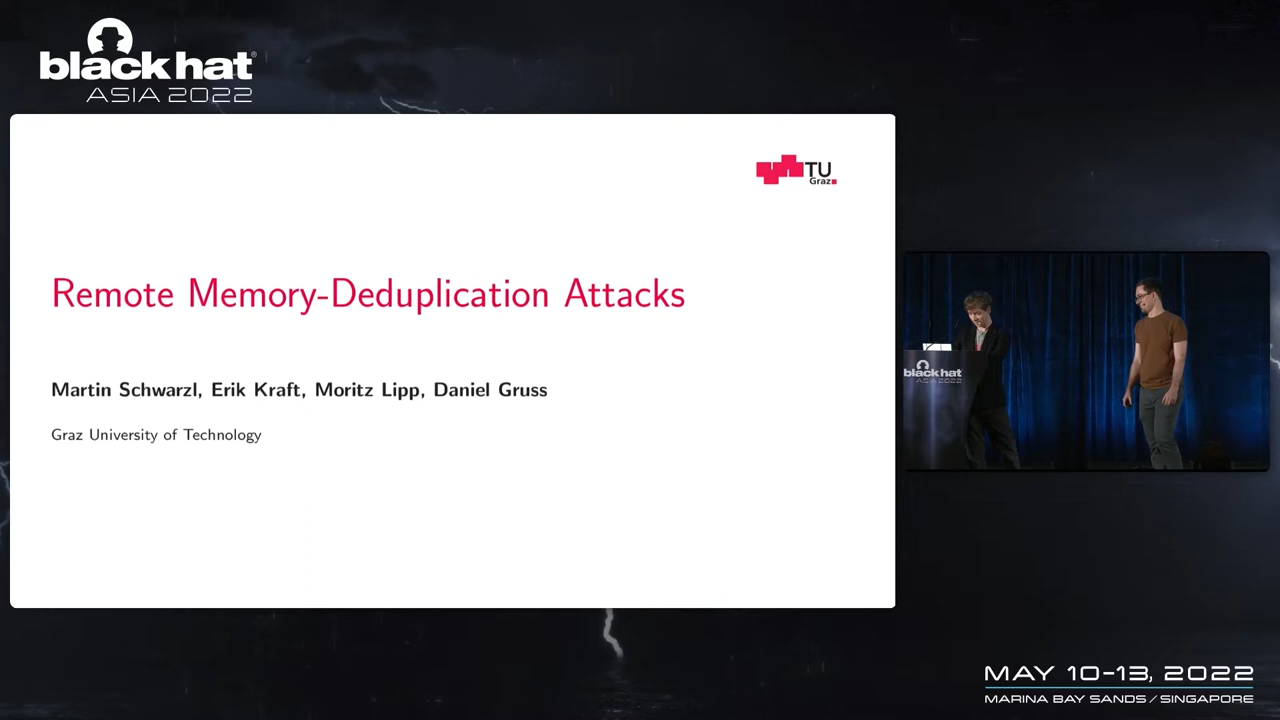 black hat®
ASIA 2022
TU
Graz
Remote Memory-Deduplication Attacks
Martin Schwarzl, Erik Kraft, Moritz Lipp, Daniel Gruss
Graz University of Technology
black hat
ASIA 2022
MAY 10-13, 2022
MARINA BAY SANDS / SINGAPORE